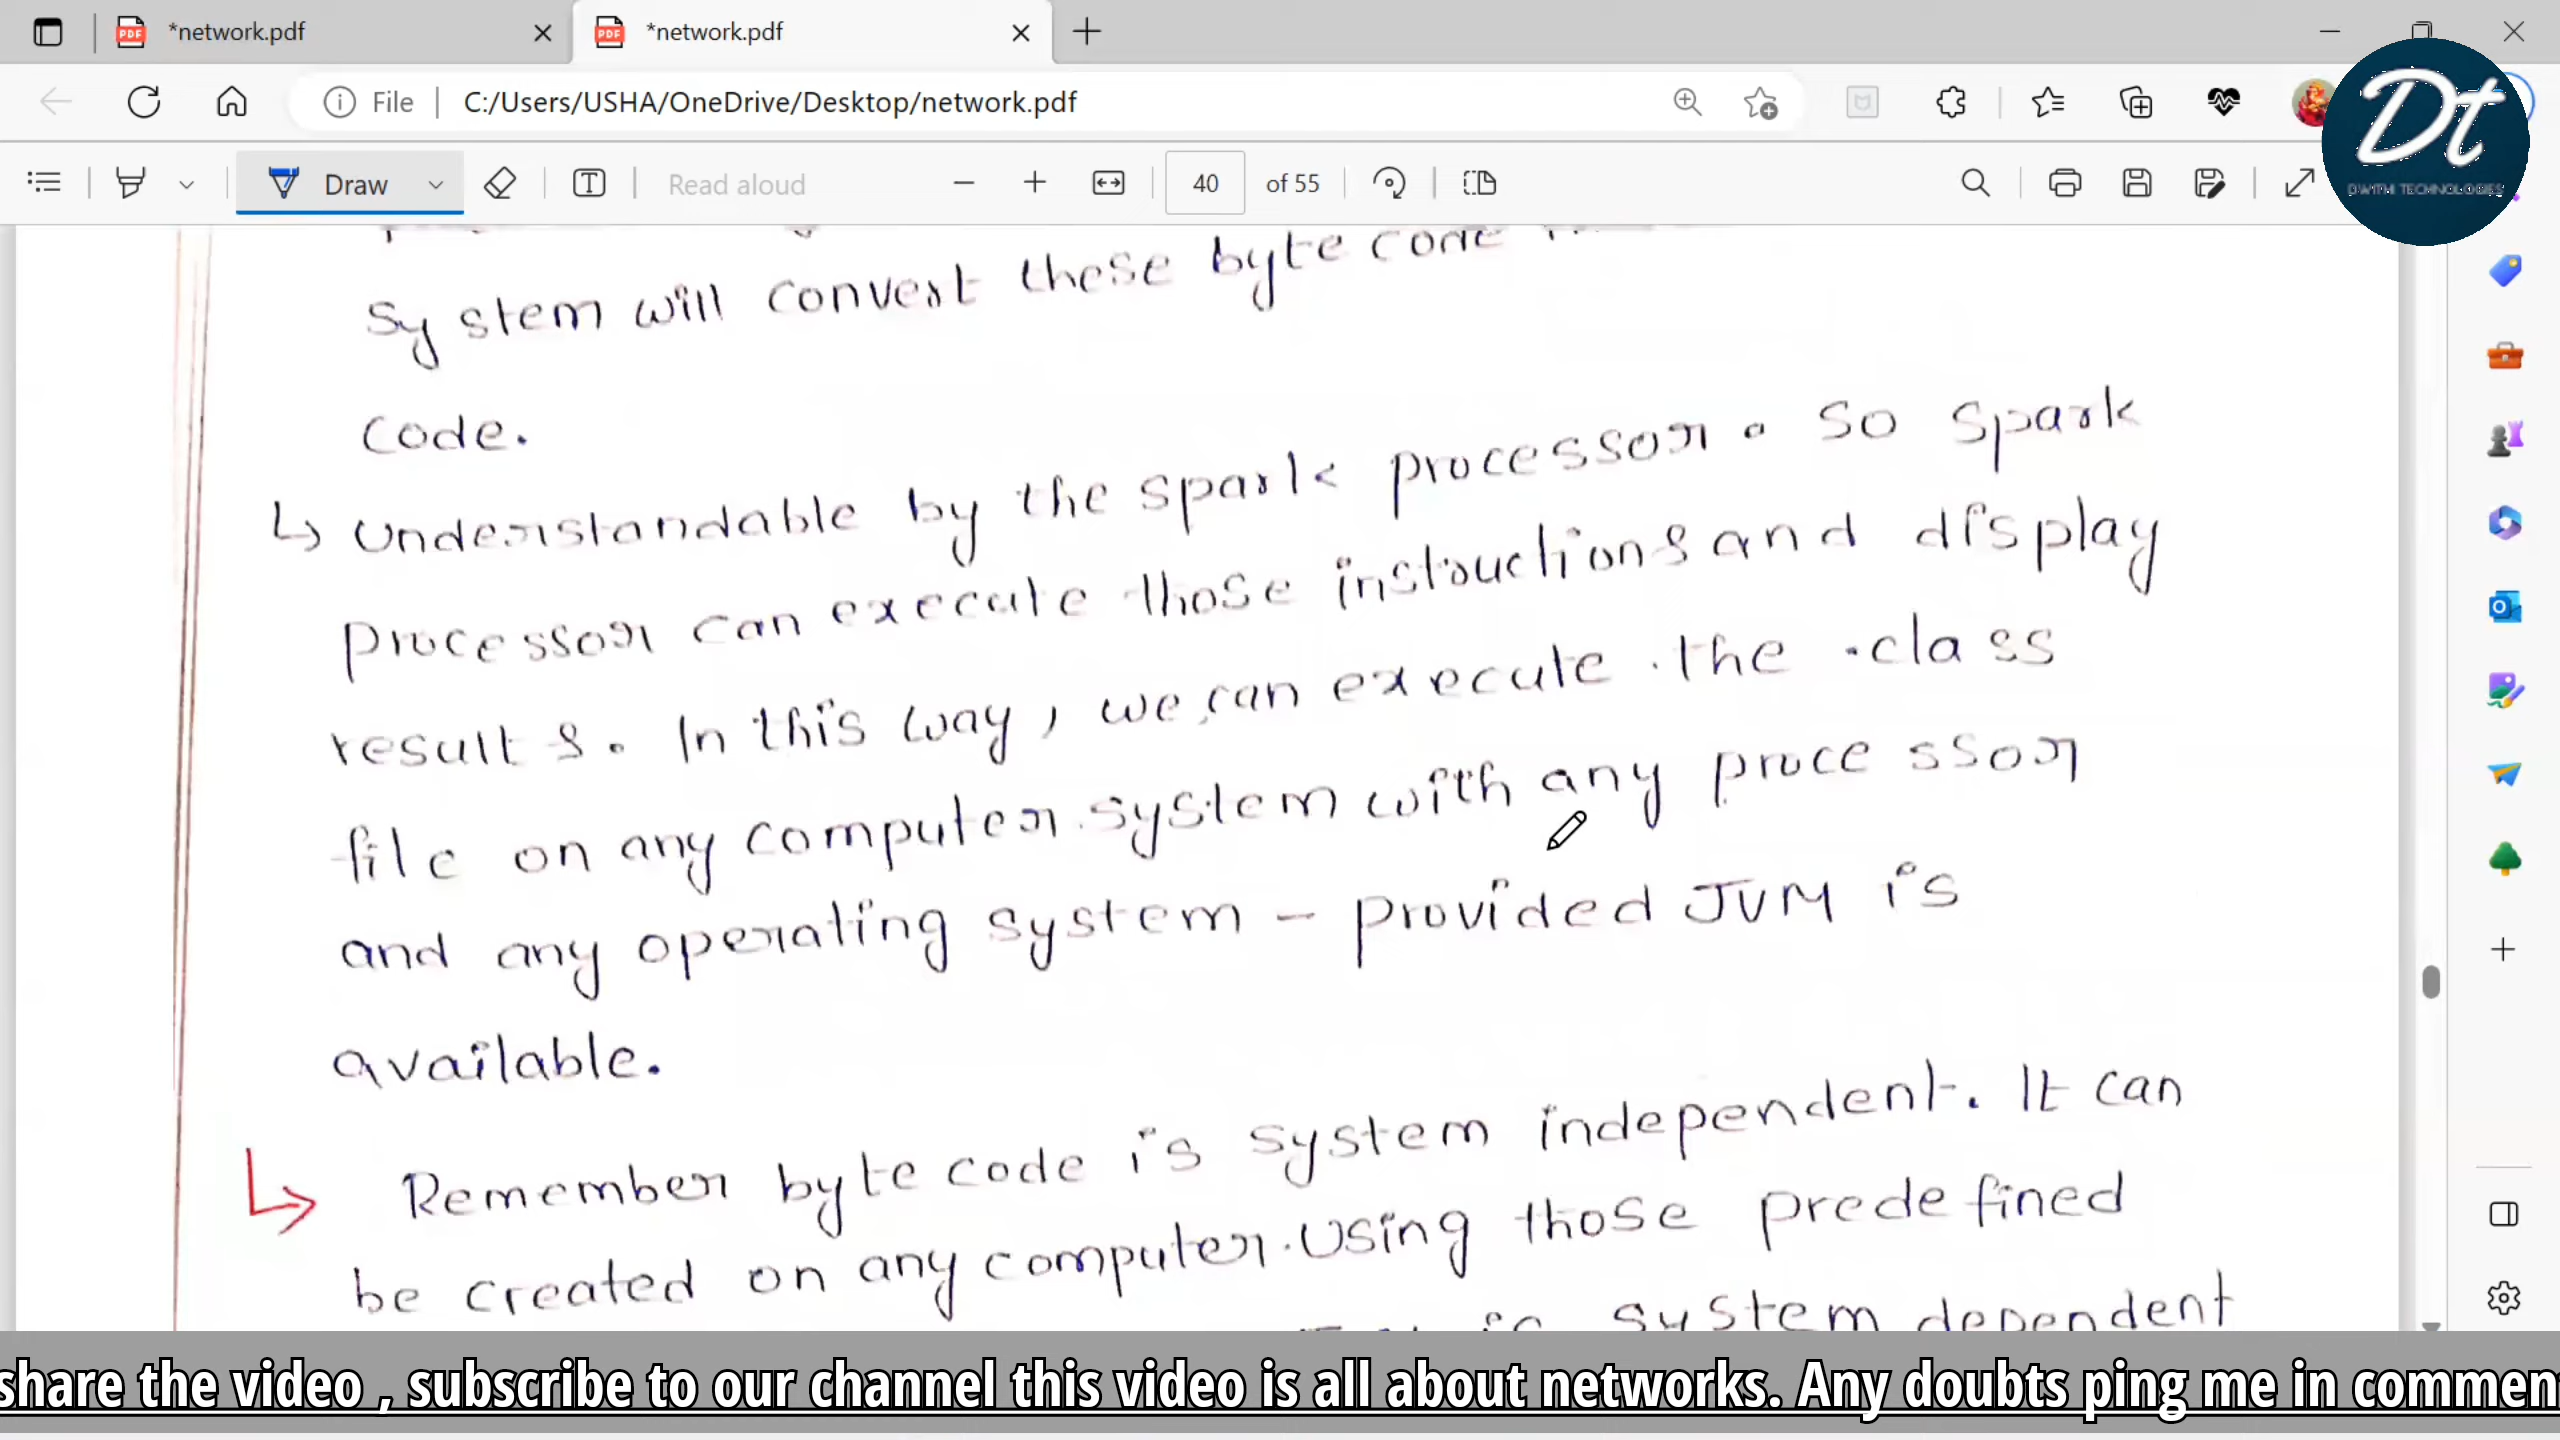 *network.pdf
*network.pdf
File
C:/Users/USHA/OneDrive/Desktop/network.pdf
Draw
Read aloud
40 of 55
Dt
DWITHI TECHNOLOGIES
System will convert these byte code
code.
↳ understandable by the spark processor. So spark
processor can execute those instructions and display
results. In this way, we can execute the .class
file on any computer system with any processor
and any operating system - provided JVM is
available.
↳ Remember byte code is system independent. It can
be created on any computer. Using those predefined
is system dependent
share the video , subscribe to our channel this video is all about networks. Any doubts ping me in commen